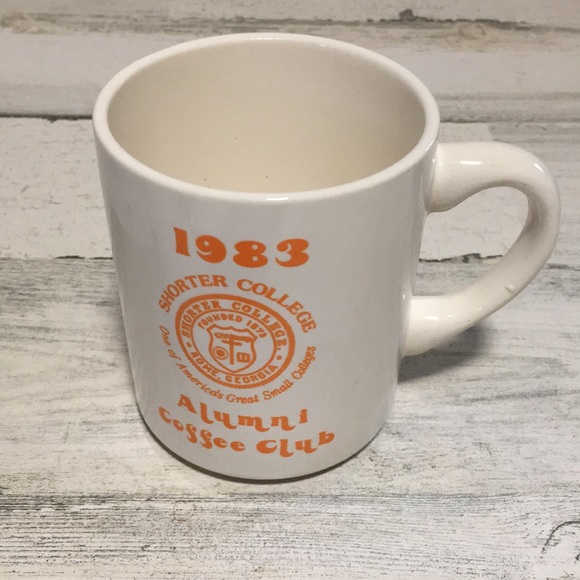 1983
SHORTER COLLEGE
SHORTER COLLEGE
FOUNDED 1873
ROME, GEORGIA
One of America's Great Small Colleges
Alumni
Coffee Club